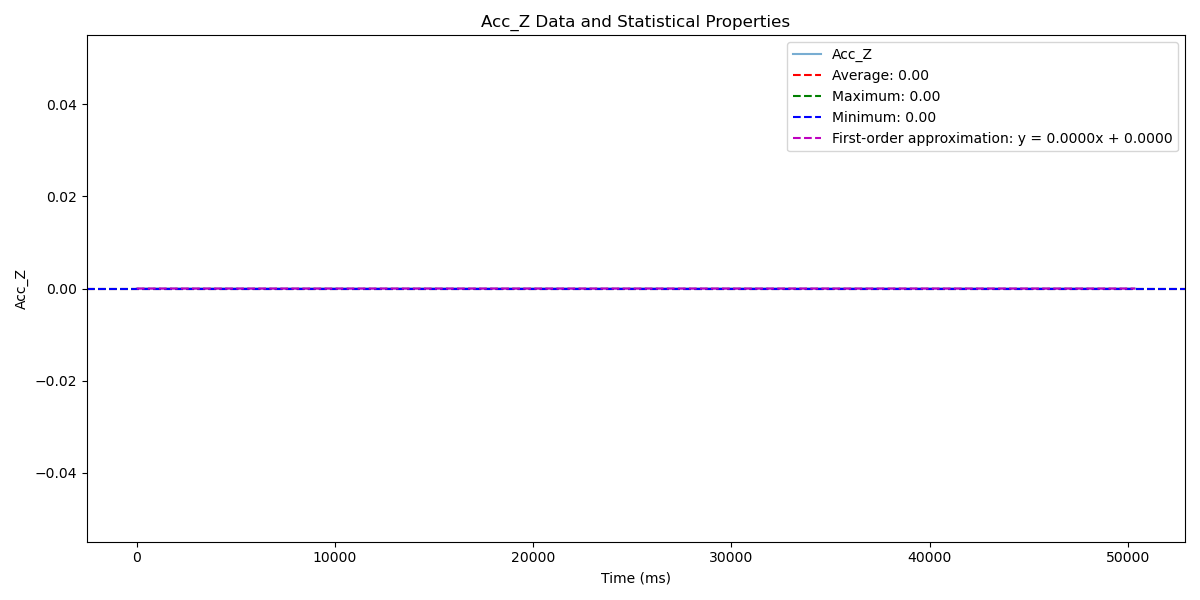 Acc_Z Data and Statistical Properties
Acc_Z
Average: 0.00
Maximum: 0.00
Minimum: 0.00
First-order approximation: y = 0.0000x + 0.0000
0.04
0.02
0.00
−0.02
−0.04
Acc_Z
0 10000 20000 30000 40000 50000
Time (ms)